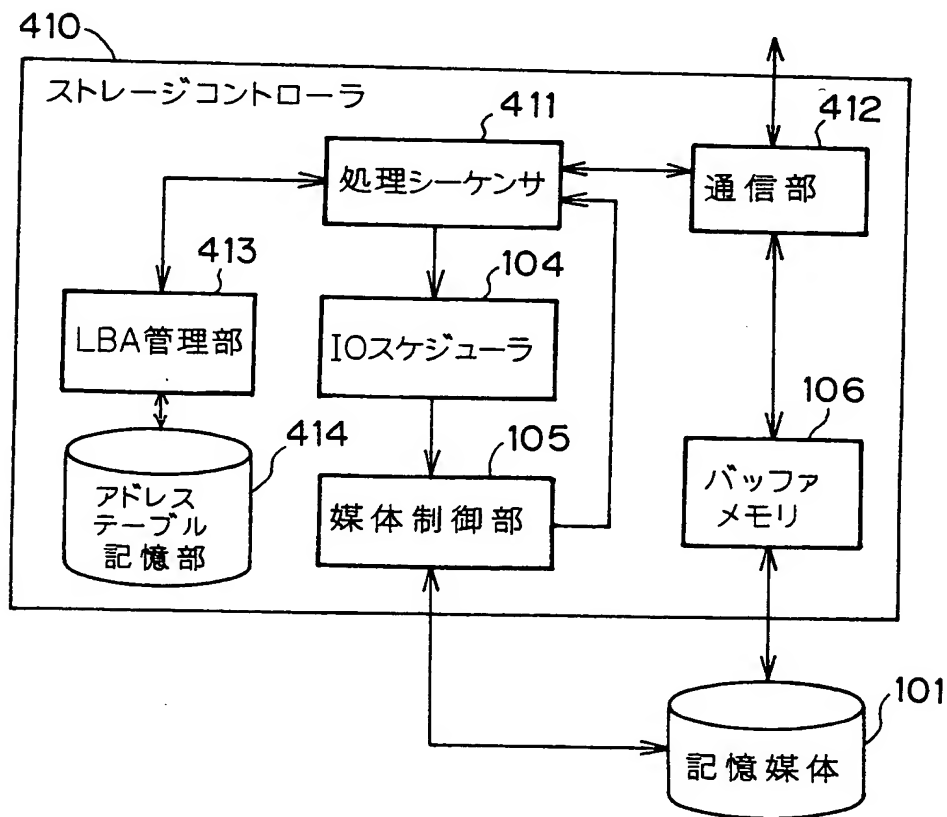 410
ストレージコントローラ
411
処理シーケンサ
412
通信部
413
LBA管理部
104
IOスケジューラ
414
アドレス
テーブル
記憶部
105
媒体制御部
106
バッファ
メモリ
101
記憶媒体